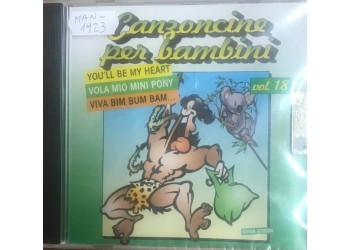 MAN-
1923
Canzoncine
per bambini
YOU'LL BE MY HEART
VOLA MIO MINI PONY
VIVA BIM BUM BAM...
vol. 18